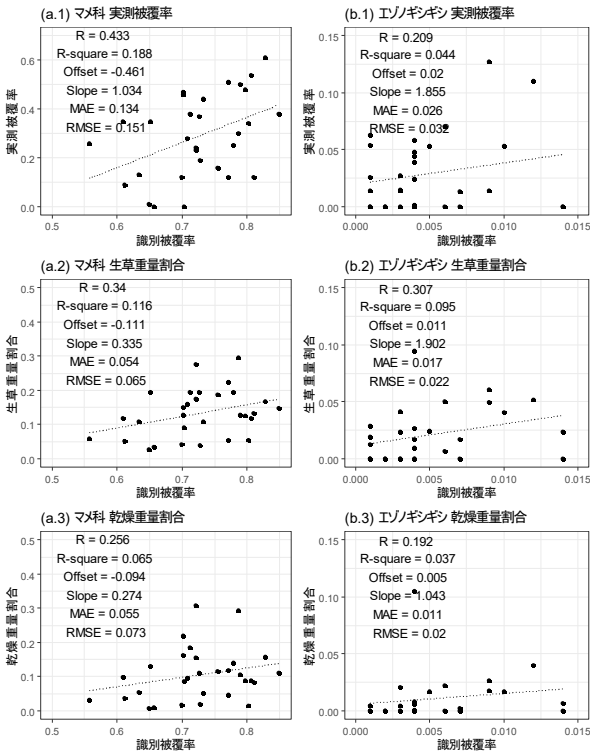 (a.1) マメ科 実測被覆率
R = 0.433
R-square = 0.188
Offset = -0.461
Slope = 1.034
MAE = 0.134
RMSE = 0.151
実測被覆率
0.6
0.4
0.2
0.0
0.5 0.6 0.7 0.8
識別被覆率
(b.1) エゾノギシギシ 実測被覆率
R = 0.209
R-square = 0.044
Offset = 0.02
Slope = 1.855
MAE = 0.026
RMSE = 0.032
実測被覆率
0.15
0.10
0.05
0.00
0.000 0.005 0.010 0.015
識別被覆率
(a.2) マメ科 生草重量割合
R = 0.34
R-square = 0.116
Offset = -0.111
Slope = 0.335
MAE = 0.054
RMSE = 0.065
生草重量割合
0.5
0.4
0.3
0.2
0.1
0.0
0.5 0.6 0.7 0.8
識別被覆率
(b.2) エゾノギシギシ 生草重量割合
R = 0.307
R-square = 0.095
Offset = 0.011
Slope = 1.902
MAE = 0.017
RMSE = 0.022
生草重量割合
0.15
0.10
0.05
0.00
0.000 0.005 0.010 0.015
識別被覆率
(a.3) マメ科 乾燥重量割合
R = 0.256
R-square = 0.065
Offset = -0.094
Slope = 0.274
MAE = 0.055
RMSE = 0.073
乾燥重量割合
0.5
0.4
0.3
0.2
0.1
0.0
0.5 0.6 0.7 0.8
識別被覆率
(b.3) エゾノギシギシ 乾燥重量割合
R = 0.192
R-square = 0.037
Offset = 0.005
Slope = 1.043
MAE = 0.011
RMSE = 0.02
乾燥重量割合
0.15
0.10
0.05
0.00
0.000 0.005 0.010 0.015
識別被覆率